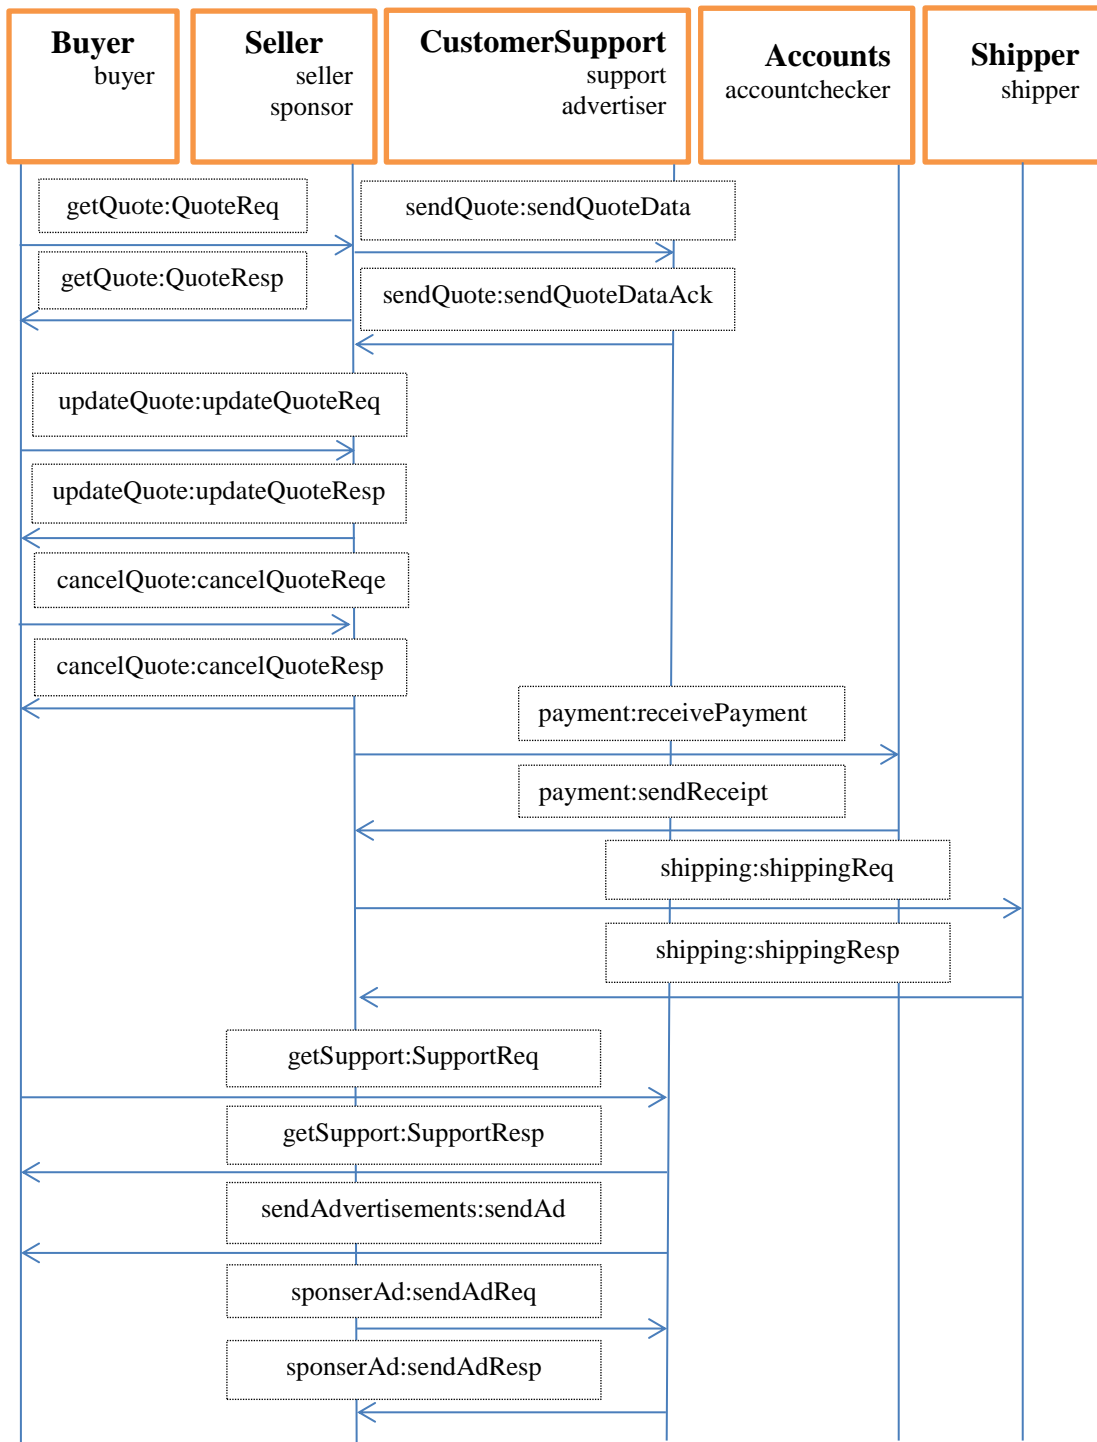 Buyer
buyer
Seller
seller
sponsor
CustomerSupport
support
advertiser
Accounts
accountchecker
Shipper
shipper
getQuote:QuoteReq
sendQuote:sendQuoteData
getQuote:QuoteResp
sendQuote:sendQuoteDataAck
updateQuote:updateQuoteReq
updateQuote:updateQuoteResp
cancelQuote:cancelQuoteReqe
cancelQuote:cancelQuoteResp
payment:receivePayment
payment:sendReceipt
shipping:shippingReq
shipping:shippingResp
getSupport:SupportReq
getSupport:SupportResp
sendAdvertisements:sendAd
sponserAd:sendAdReq
sponserAd:sendAdResp